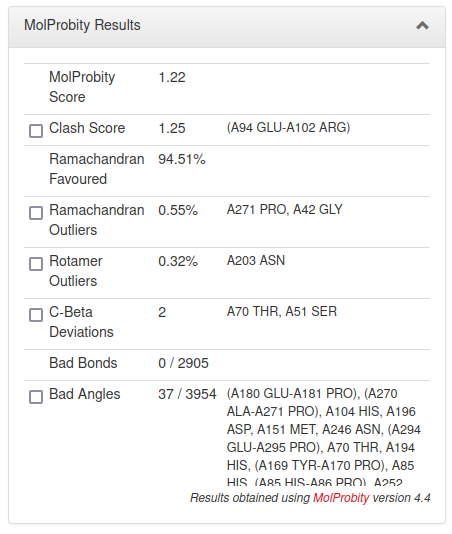 MolProbity Results
MolProbity Score 1.22
Clash Score 1.25 (A94 GLU-A102 ARG)
Ramachandran Favoured 94.51%
Ramachandran Outliers 0.55% A271 PRO, A42 GLY
Rotamer Outliers 0.32% A203 ASN
C-Beta Deviations 2 A70 THR, A51 SER
Bad Bonds 0 / 2905
Bad Angles 37 / 3954 (A180 GLU-A181 PRO), (A270
ALA-A271 PRO), A104 HIS, A196
ASP, A151 MET, A246 ASN, (A294
GLU-A295 PRO), A70 THR, A194
HIS, (A169 TYR-A170 PRO), A85
HIS, (A85 HIS-A86 PRO), A252
Results obtained using MolProbity version 4.4